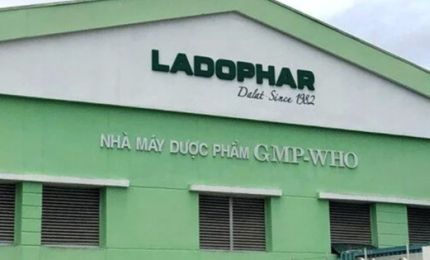 LADOPHAR
Dalat Since 1982
NHÀ MÁY DƯỢC PHẨM GMP-WHO